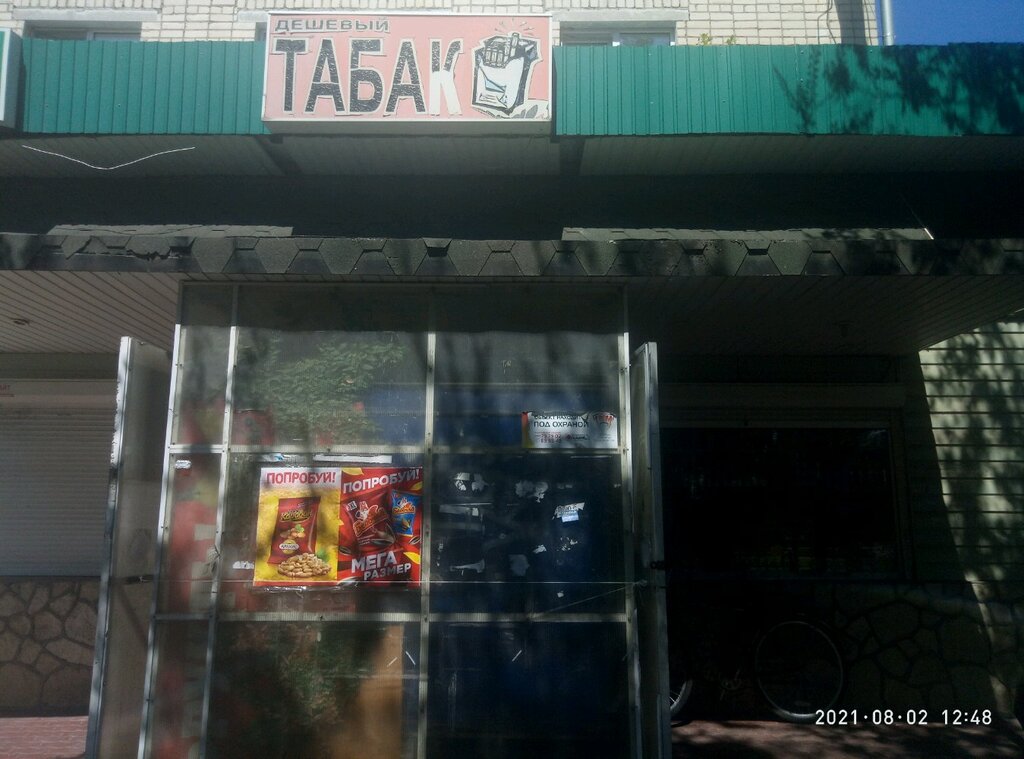 ДЕШЕВЫЙ
ТАБАК
ПОД ОХРАНОЙ
ПОПРОБУЙ!
ПОПРОБУЙ!
МЕГА
РАЗМЕР
2021·08·02 12:48